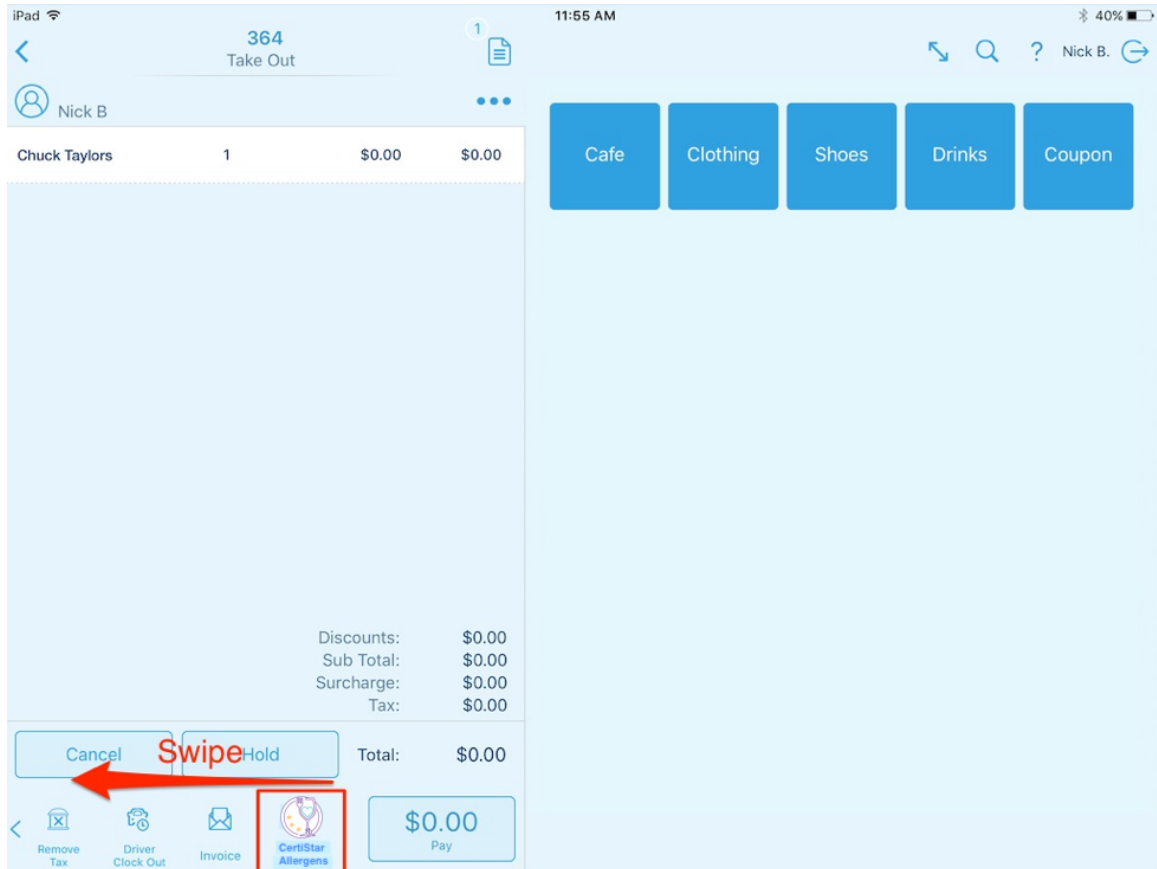 iPad
11:55 AM
40%
364
Take Out
1
? Nick B.
Nick B
Chuck Taylors 1 $0.00 $0.00
Cafe
Clothing
Shoes
Drinks
Coupon
Discounts: $0.00
Sub Total: $0.00
Surcharge: $0.00
Tax: $0.00
Cancel
Swipe
Hold
Total: $0.00
Remove
Tax
Driver
Clock Out
Invoice
CertiStar
Allergens
$0.00
Pay